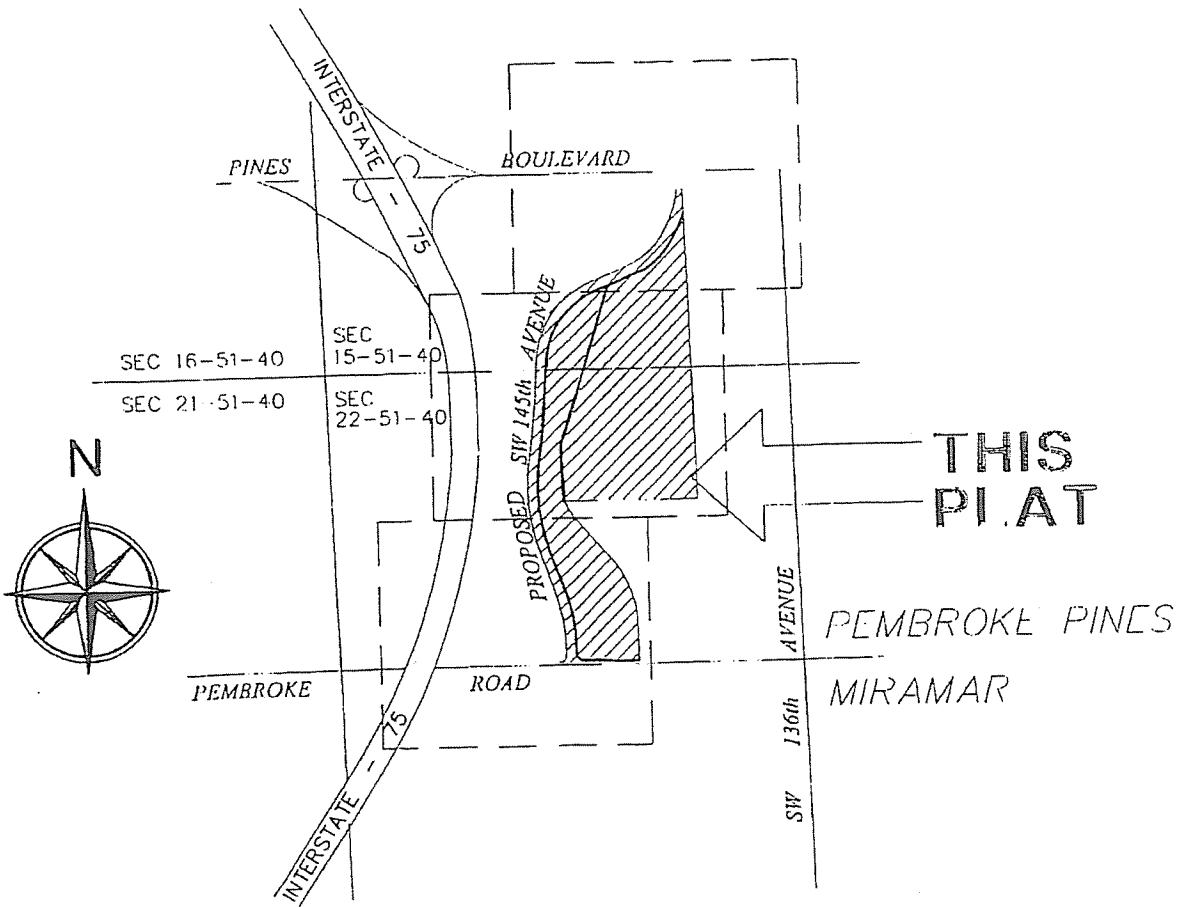 INTERSTATE - 75
PINES
BOULEVARD
SEC 16-51-40
SEC
15-51-40
SEC 21-51-40
SEC
22-51-40
PROPOSED SW 145th AVENUE
N
THIS
PLAT
PEMBROKE PINES
MIRAMAR
PEMBROKE
ROAD
SW 136th AVENUE
INTERSTATE - 75